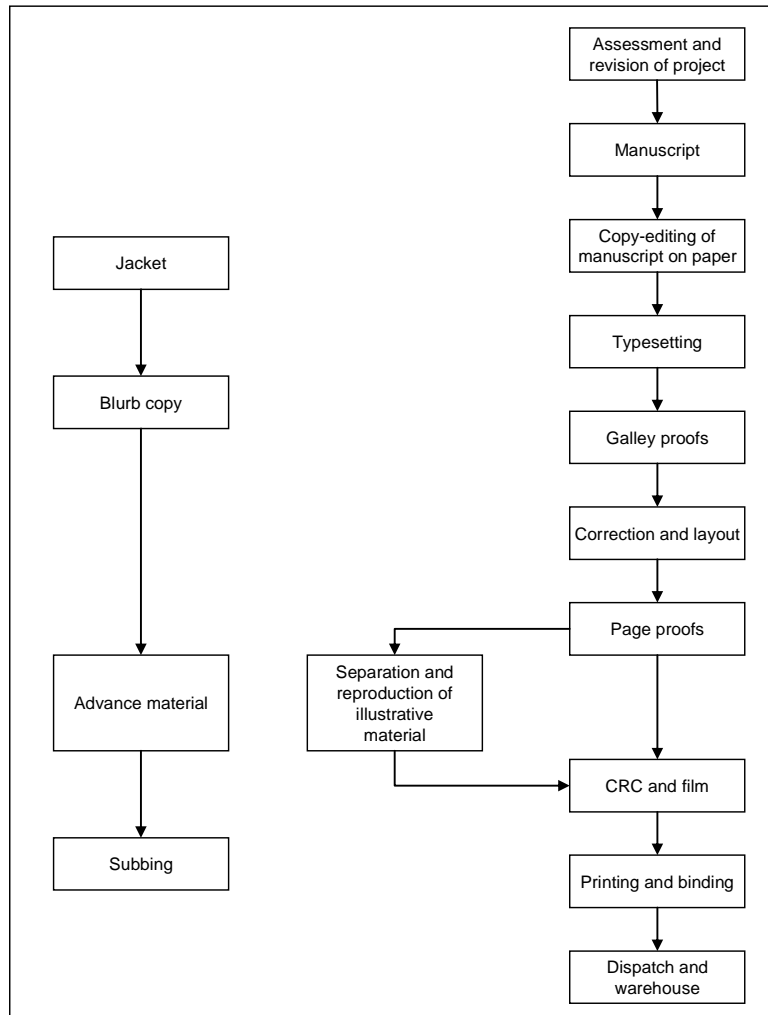 Assessment and
revision of project
Manuscript
Copy-editing of
manuscript on paper
Jacket
Typesetting
Blurb copy
Galley proofs
Correction and layout
Page proofs
Separation and
reproduction of
illustrative
material
Advance material
CRC and film
Subbing
Printing and binding
Dispatch and
warehouse